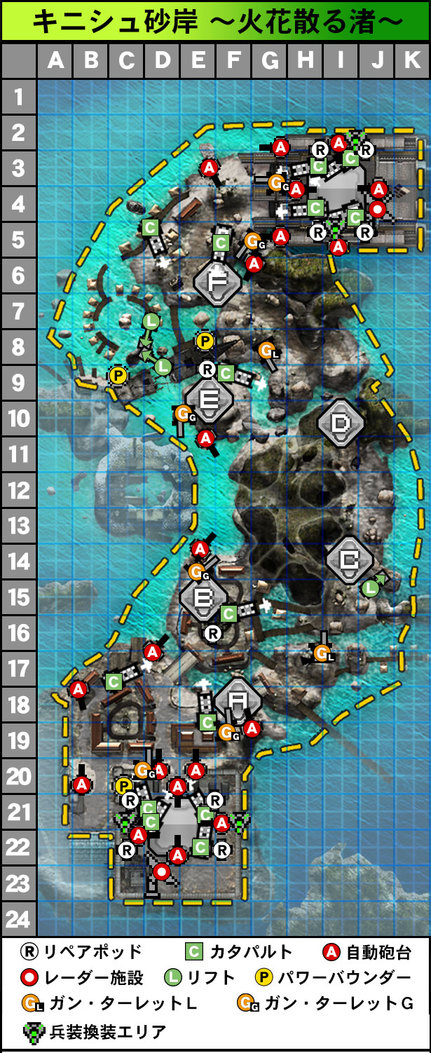 キニシュ砂岸 ～火花散る渚～
A B C D E F G H I J K
1
2
3
4
5
6
7
8
9
10
11
12
13
14
15
16
17
18
19
20
21
22
23
24
A
R A R
C C
A
G G A A
C C A
R R
C
C G G A
A A
F
L
P
G L
L
R C
P
E
G G
D
A
A
G G
C
B
L
C
R
A
G L
C
A
A
C
G G A
G G A A
A
P A
R R
C C
C A
A
R C R
A
R リペアポッド C カタパルト A 自動砲台
レーダー施設 L リフト P パワーバウンダー
G L ガン・ターレットL G G ガン・ターレットG
兵装換装エリア